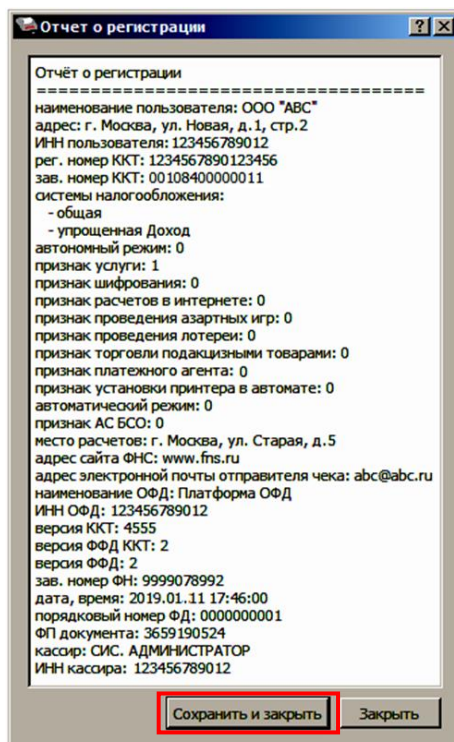 Отчет о регистрации
Отчёт о регистрации
====================================
наименование пользователя: ООО "АВС"
адрес: г. Москва, ул. Новая, д.1, стр.2
ИНН пользователя: 123456789012
рег. номер ККТ: 1234567890123456
зав. номер ККТ: 00108400000011
системы налогообложения:
- общая
- упрощенная Доход
автономный режим: 0
признак услуги: 1
признак шифрования: 0
признак расчетов в интернете: 0
признак проведения азартных игр: 0
признак проведения лотереи: 0
признак торговли подакцизными товарами: 0
признак платежного агента: 0
признак установки принтера в автомате: 0
автоматический режим: 0
признак АС БСО: 0
место расчетов: г. Москва, ул. Старая, д.5
адрес сайта ФНС: www.fns.ru
адрес электронной почты отправителя чека: abc@abc.ru
наименование ОФД: Платформа ОФД
ИНН ОФД: 123456789012
версия ККТ: 4555
версия ФФД ККТ: 2
версия ФФД: 2
зав. номер ФН: 9999078992
дата, время: 2019.01.11 17:46:00
порядковый номер ФД: 0000000001
ФП документа: 3659190524
кассир: СИС. АДМИНИСТРАТОР
ИНН кассира: 123456789012
Сохранить и закрыть Закрыть